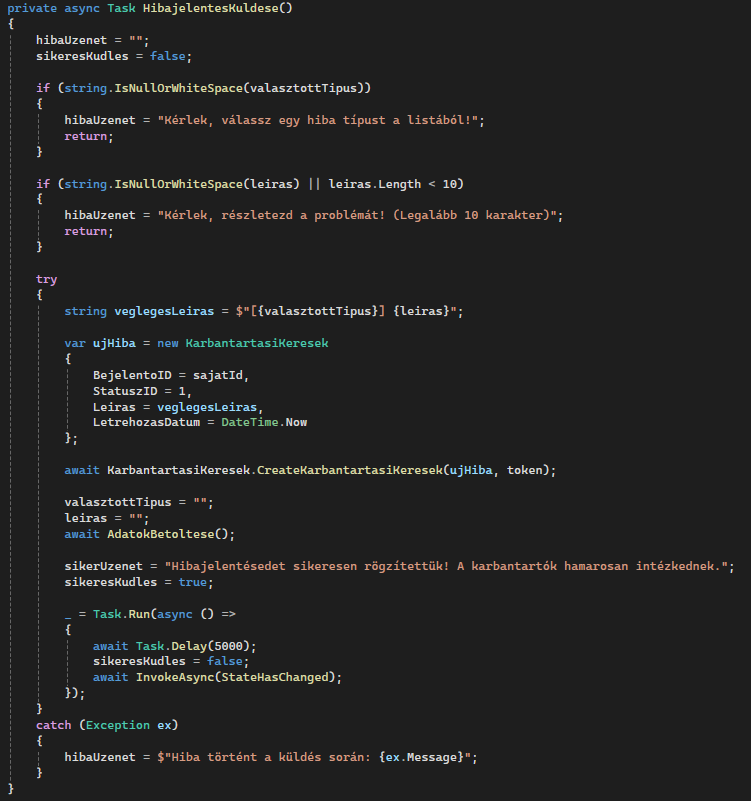 private async Task HibajelentesKuldese()
{
    hibaUzenet = "";
    sikeresKudles = false;

    if (string.IsNullOrWhiteSpace(valasztottTipus))
    {
        hibaUzenet = "Kérlek, válassz egy hiba típust a listából!";
        return;
    }

    if (string.IsNullOrWhiteSpace(leiras) || leiras.Length < 10)
    {
        hibaUzenet = "Kérlek, részletezd a problémát! (Legalább 10 karakter)";
        return;
    }

    try
    {
        string veglegesLeiras = $"[{valasztottTipus}] {leiras}";

        var ujHiba = new KarbantartasiKeresek
        {
            BejelentoID = sajatId,
            StatuszID = 1,
            Leiras = veglegesLeiras,
            LetrehozasDatum = DateTime.Now
        };

        await KarbantartasiKeresek.CreateKarbantartasiKeresek(ujHiba, token);

        valasztottTipus = "";
        leiras = "";
        await AdatokBetoltese();

        sikerUzenet = "Hibajelentésedet sikeresen rögzítettük! A karbantartók hamarosan intézkednek.";
        sikeresKudles = true;

        _ = Task.Run(async () =>
        {
            await Task.Delay(5000);
            sikeresKudles = false;
            await InvokeAsync(StateHasChanged);
        });
    }
    catch (Exception ex)
    {
        hibaUzenet = $"Hiba történt a küldés során: {ex.Message}";
    }
}